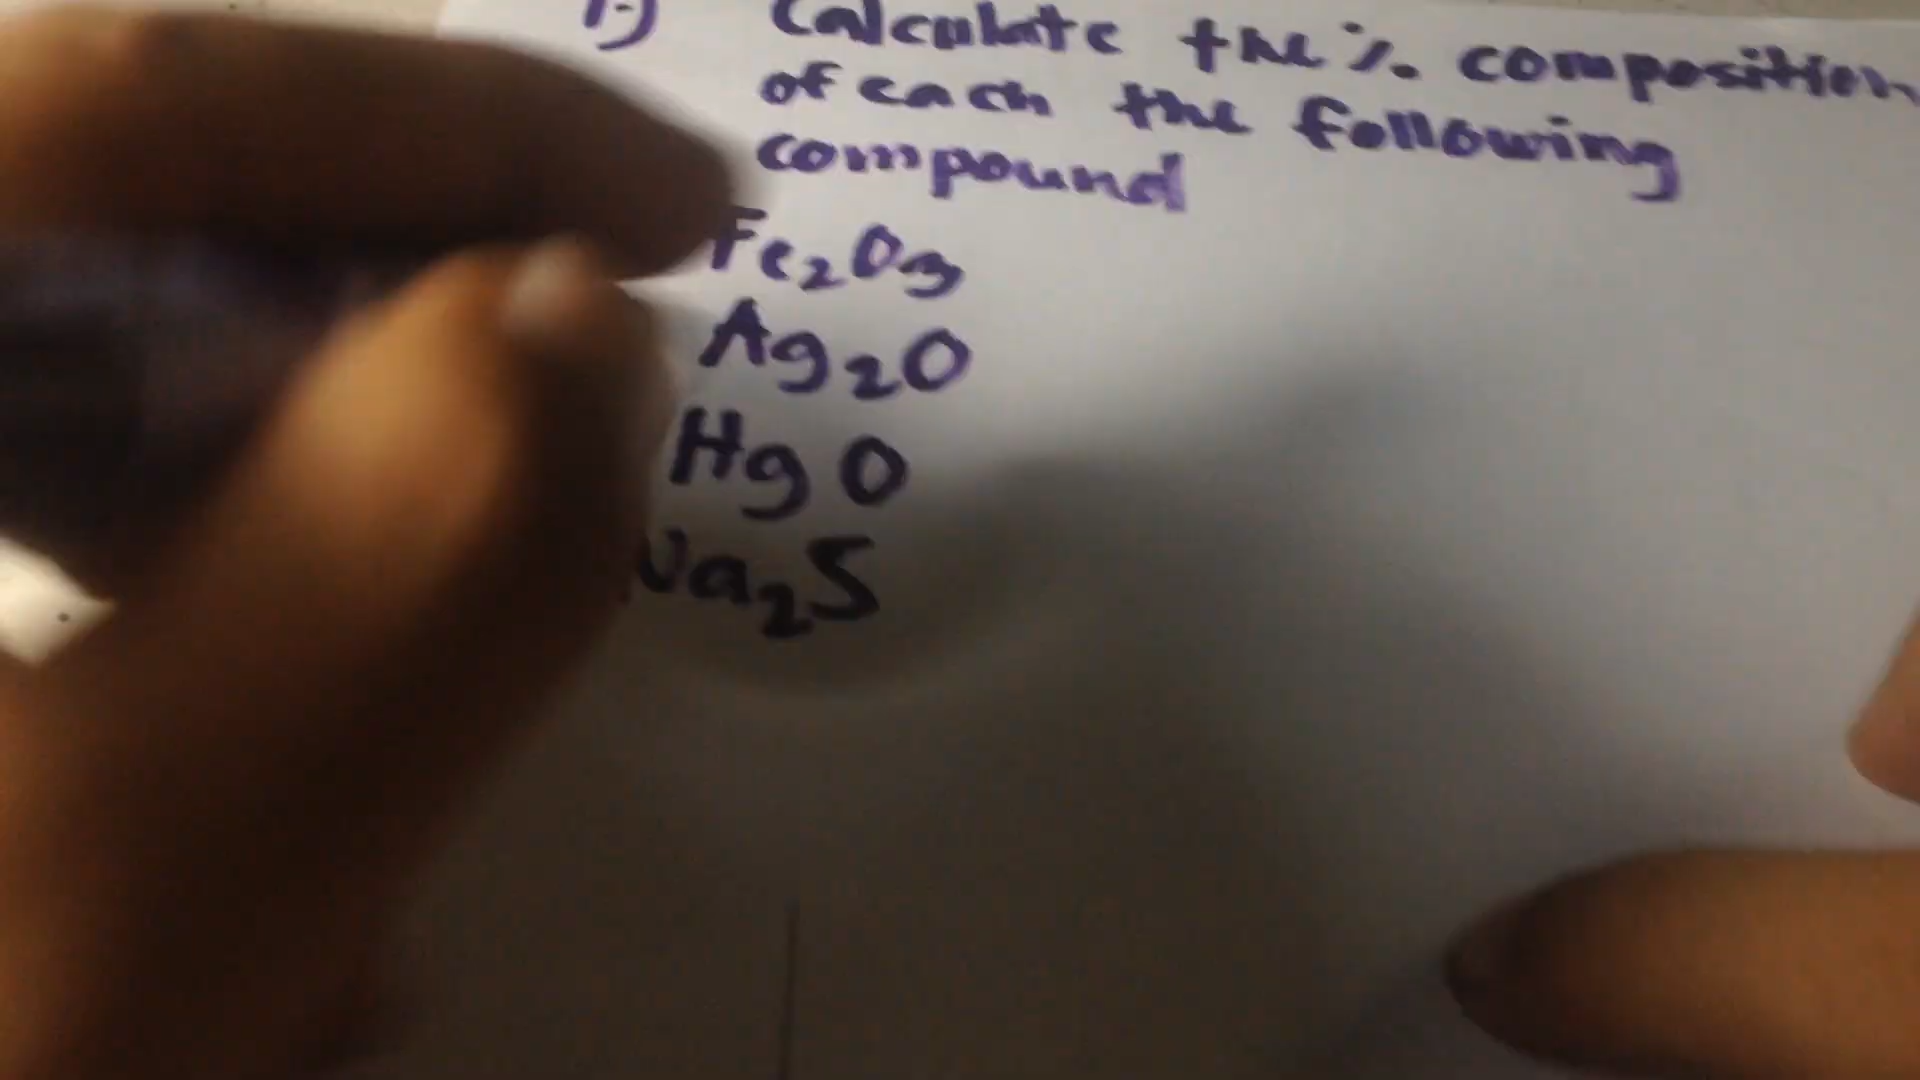 1.) Calculate the %. composition
of each the following
compound
Fe2O3
Ag2O
HgO
Na2S